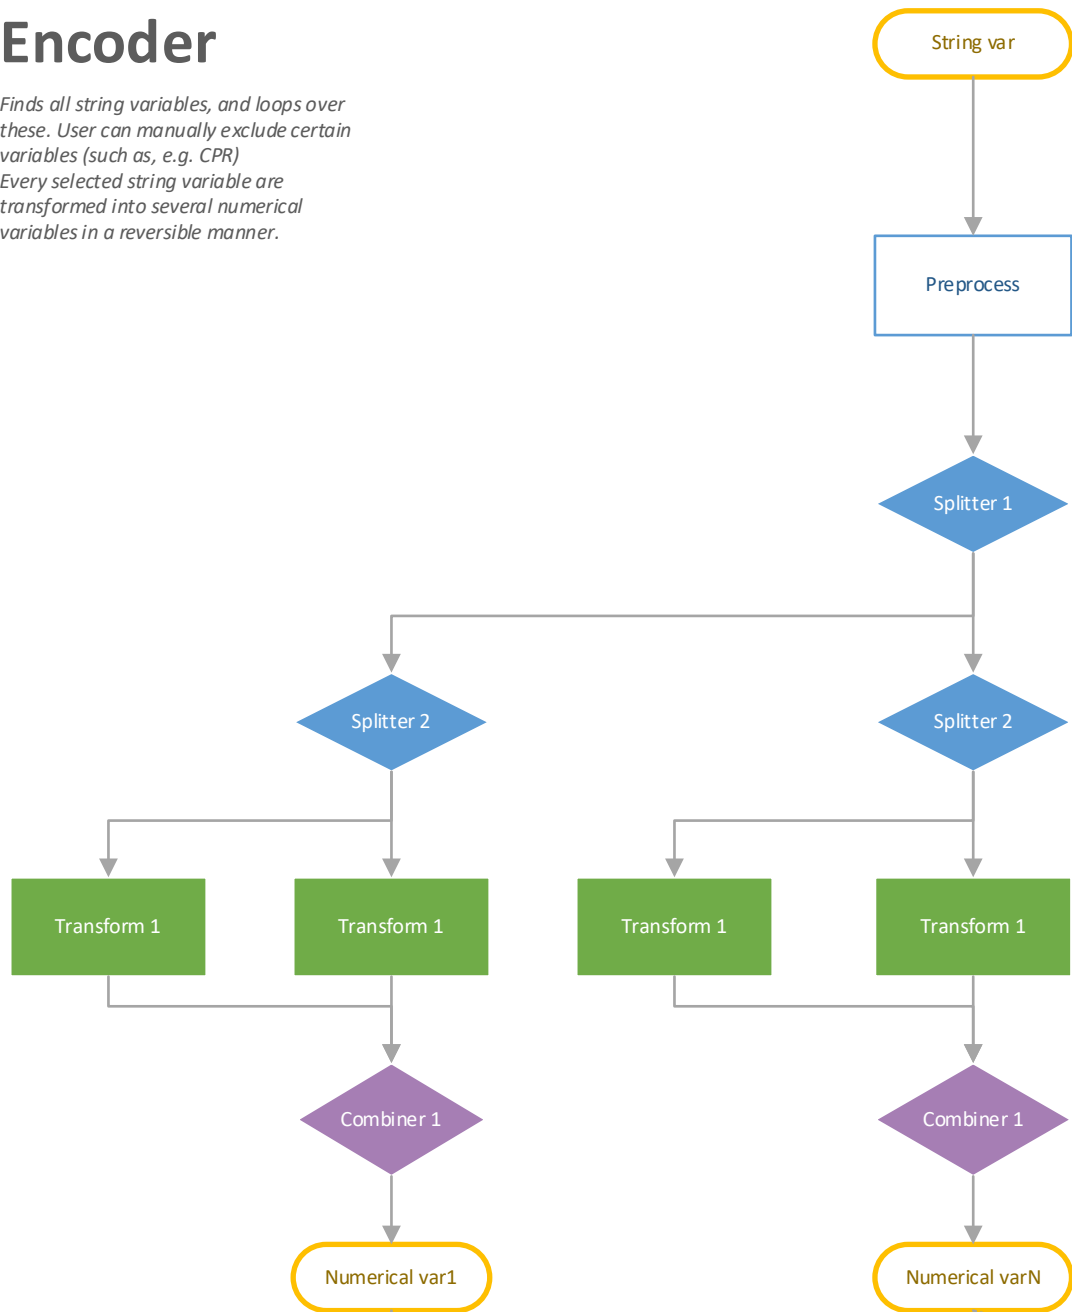 Encoder
Finds all string variables, and loops over
these. User can manually exclude certain
variables (such as, e.g. CPR)
Every selected string variable are
transformed into several numerical
variables in a reversible manner.
String var
Preprocess
Splitter 1
Splitter 2
Splitter 2
Transform 1
Transform 1
Transform 1
Transform 1
Combiner 1
Combiner 1
Numerical var1
Numerical varN